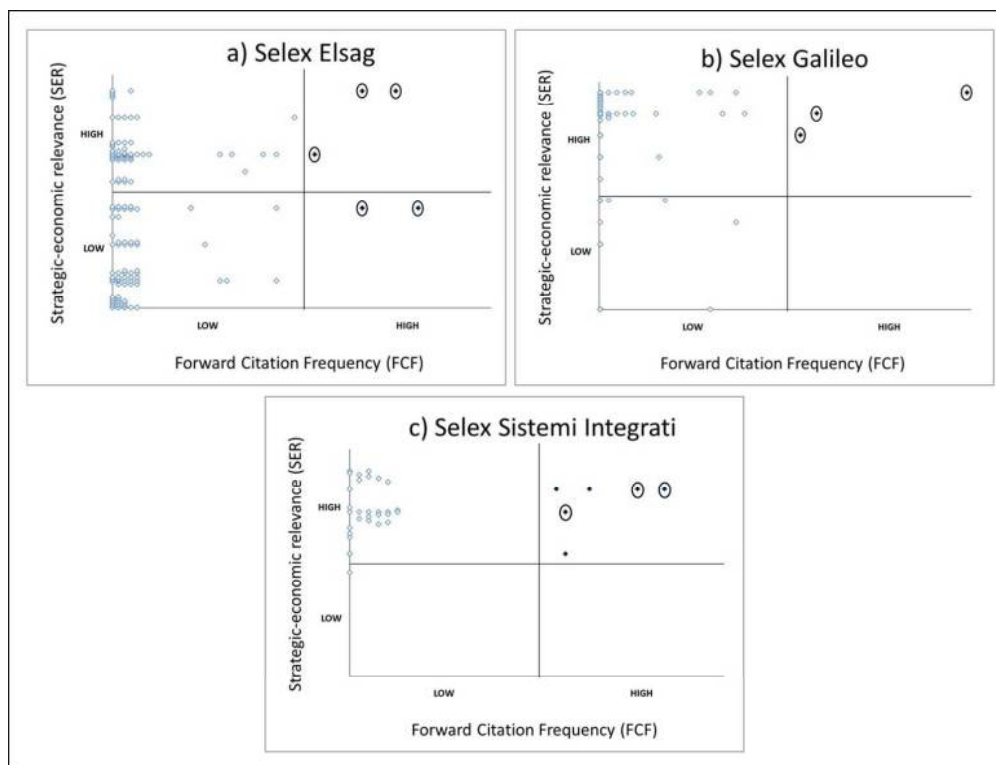 a) Selex Elsag
Strategic-economic relevance (SER)
HIGH
LOW
LOW
HIGH
Forward Citation Frequency (FCF)
b) Selex Galileo
Strategic-economic relevance (SER)
HIGH
LOW
LOW
HIGH
Forward Citation Frequency (FCF)
c) Selex Sistemi Integrati
Strategic-economic relevance (SER)
HIGH
LOW
LOW
HIGH
Forward Citation Frequency (FCF)